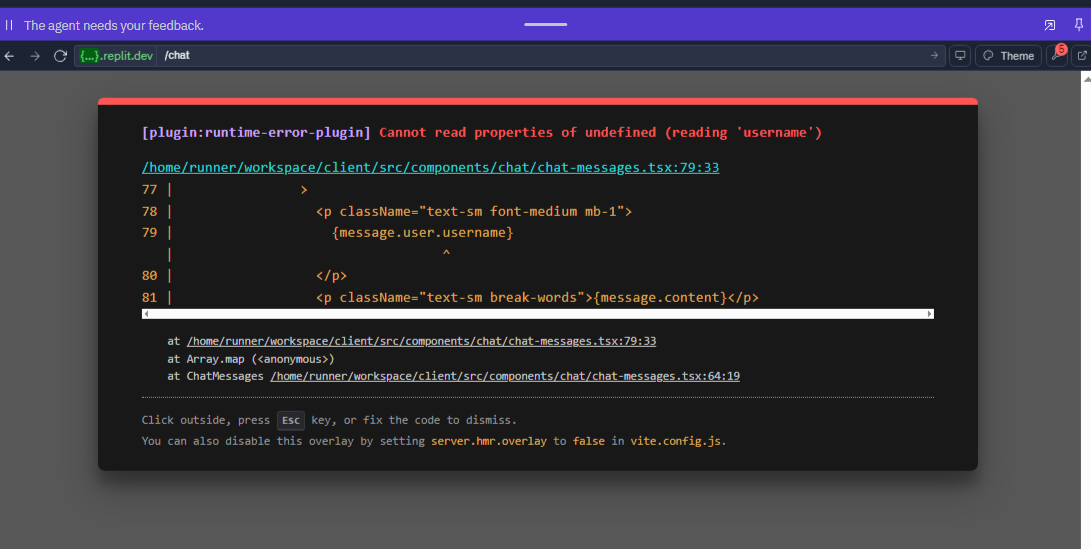 The agent needs your feedback.
{...}.replit.dev /chat Theme 5
[plugin:runtime-error-plugin] Cannot read properties of undefined (reading 'username')
/home/runner/workspace/client/src/components/chat/chat-messages.tsx:79:33
77 | >
78 | <p className="text-sm font-medium mb-1">
79 | {message.user.username}
| ^
80 | </p>
81 | <p className="text-sm break-words">{message.content}</p>
at /home/runner/workspace/client/src/components/chat/chat-messages.tsx:79:33
at Array.map (<anonymous>)
at ChatMessages /home/runner/workspace/client/src/components/chat/chat-messages.tsx:64:19
Click outside, press Esc key, or fix the code to dismiss.
You can also disable this overlay by setting server.hmr.overlay to false in vite.config.js.